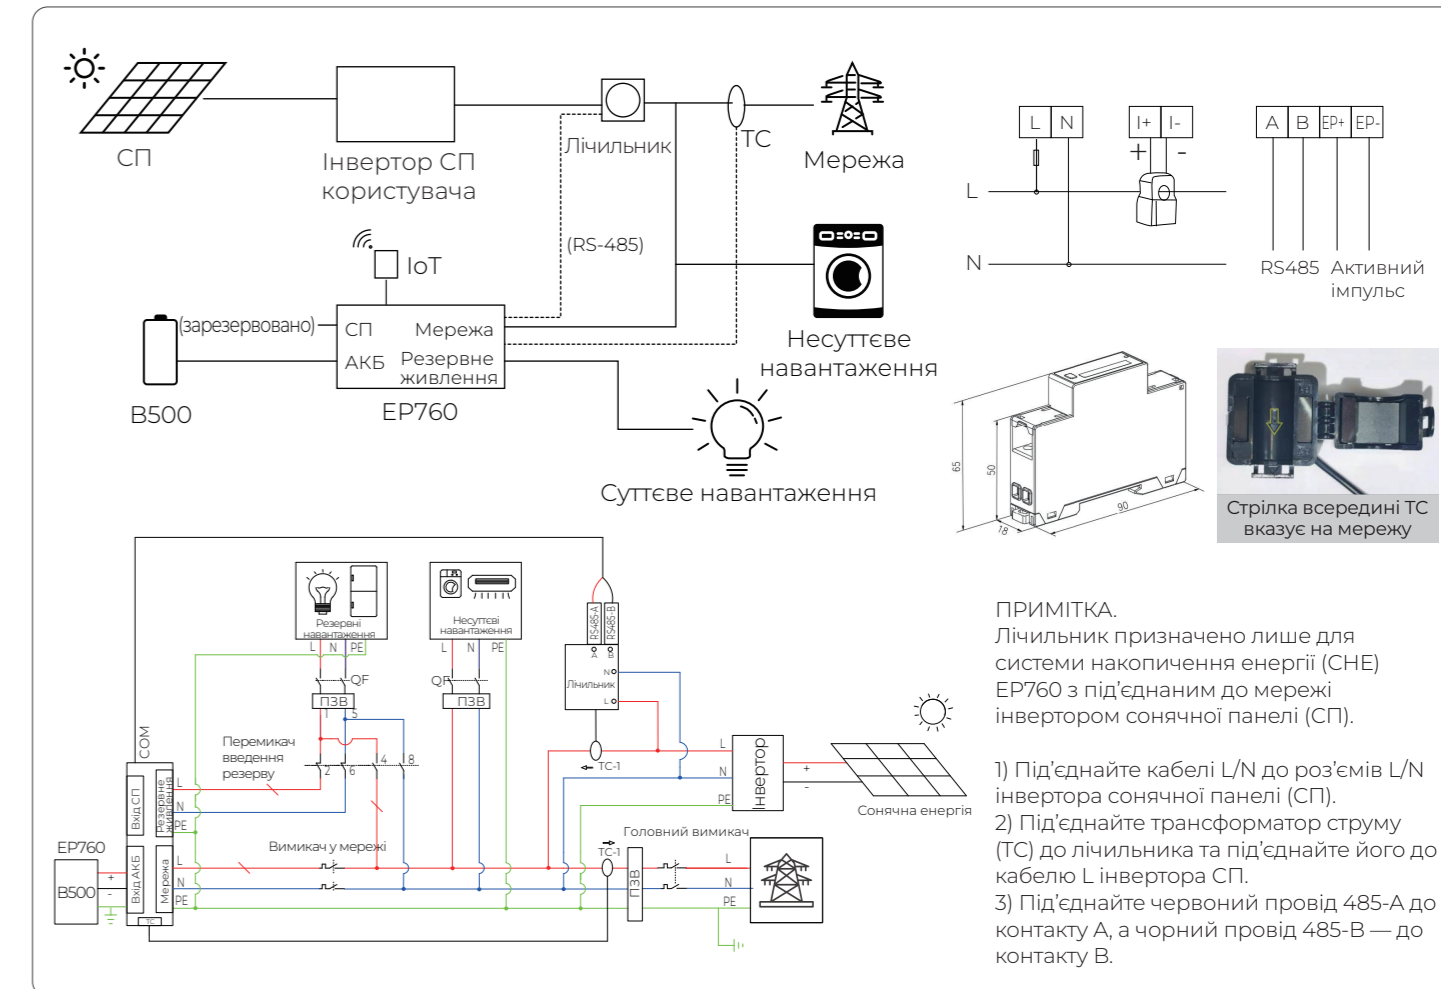 СП
Інвертор СП
користувача
Лічильник
ТС
Мережа
(RS-485)
IoT
(зарезервовано)
СП
Мережа
АКБ
Резервне
живлення
B500
EP760
Несуттєве
навантаження
Суттєве навантаження
L
N
I+
I-
A
B
EP+
EP-
+
-
L
N
RS485
Активний
імпульс
65
50
18
90
Стрілка всередині ТС
вказує на мережу
Резервні
навантаження
L
N
PE
QF
ПЗВ
1
5
Несуттєві
навантаження
L
N
PE
QF
ПЗВ
RS485-A
RS485-B
A
B
Лічильник
N
L
COM
Перемикач
введення
резерву
2
6
4
8
ТС-1
L
N
PE
Інвертор
+
-
Сонячна енергія
Вхід СП
Резервне
живлення
L
N
PE
EP760
B500
+
-
Вхід АКБ
Мережа
L
N
PE
ТС
Вимикач у мережі
ТС-1
Головний вимикач
ПЗВ
L
N
PE
ПРИМІТКА.
Лічильник призначено лише для
системи накопичення енергії (СНЕ)
EP760 з під’єднаним до мережі
інвертором сонячної панелі (СП).
1) Під’єднайте кабелі L/N до роз’ємів L/N
інвертора сонячної панелі (СП).
2) Під’єднайте трансформатор струму
(ТС) до лічильника та під’єднайте його до
кабелю L інвертора СП.
3) Під’єднайте червоний провід 485-А до
контакту А, а чорний провід 485-В — до
контакту В.